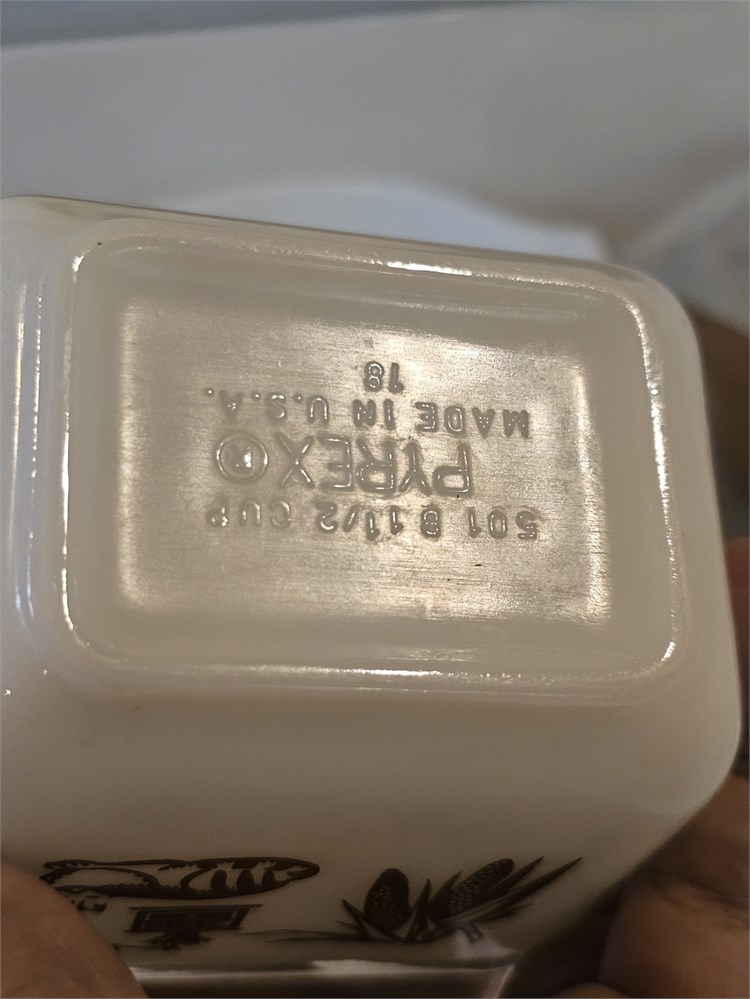 501 B 1 1/2 CUP
PYREX®
MADE IN U.S.A.
18